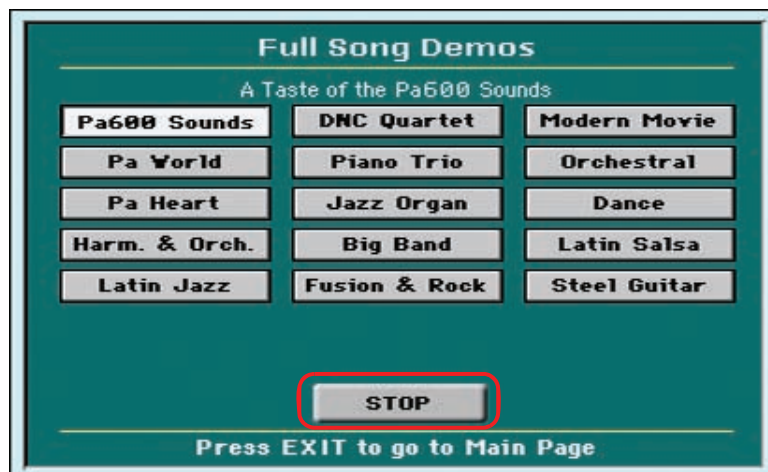 Full Song Demos
A Taste of the Pa600 Sounds
Pa600 Sounds DNC Quartet Modern Movie
Pa World Piano Trio Orchestral
Pa Heart Jazz Organ Dance
Harm. & Orch. Big Band Latin Salsa
Latin Jazz Fusion & Rock Steel Guitar
STOP
Press EXIT to go to Main Page